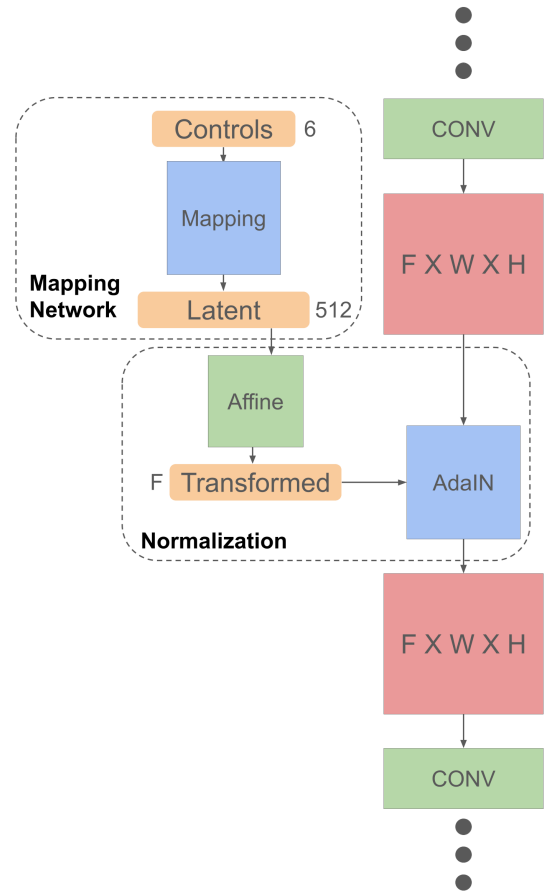 Controls 6
Mapping
Mapping
Network
Latent 512
Affine
F Transformed
Normalization
CONV
F X W X H
AdaIN
F X W X H
CONV